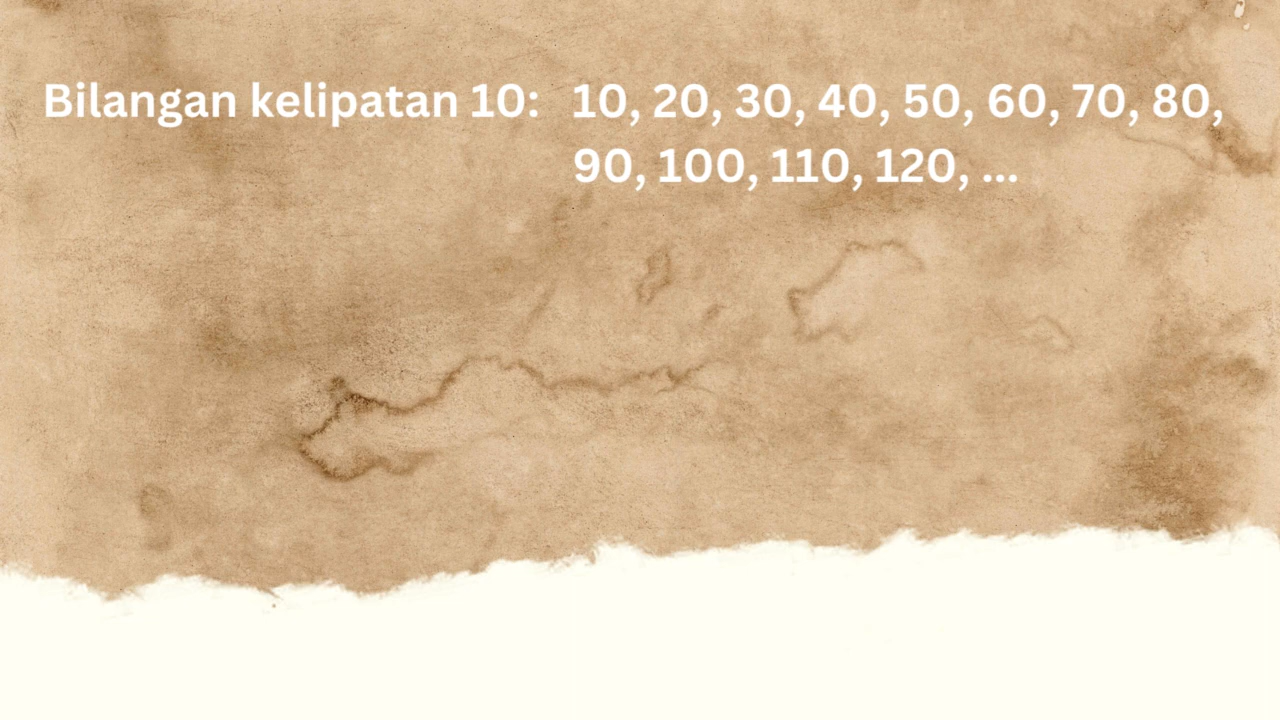 Bilangan kelipatan 10: 10, 20, 30, 40, 50, 60, 70, 80,
90, 100, 110, 120, ...